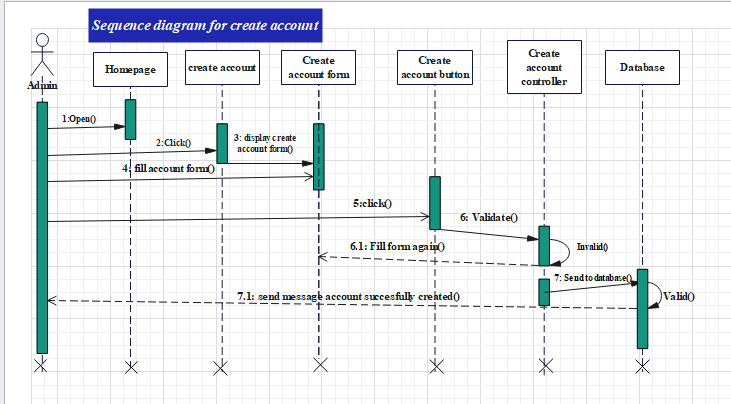 Sequence diagram for create account
Admin
Homepage
create account
Create
account form
Create
account button
Create
account
controller
Database
1:Open()
2:Click()
3: display create
account form()
4: fill account form()
5:click()
6: Validate()
Invalid()
6.1: Fill form again()
7: Send to database()
7.1: send message account succesfully created()
Valid()